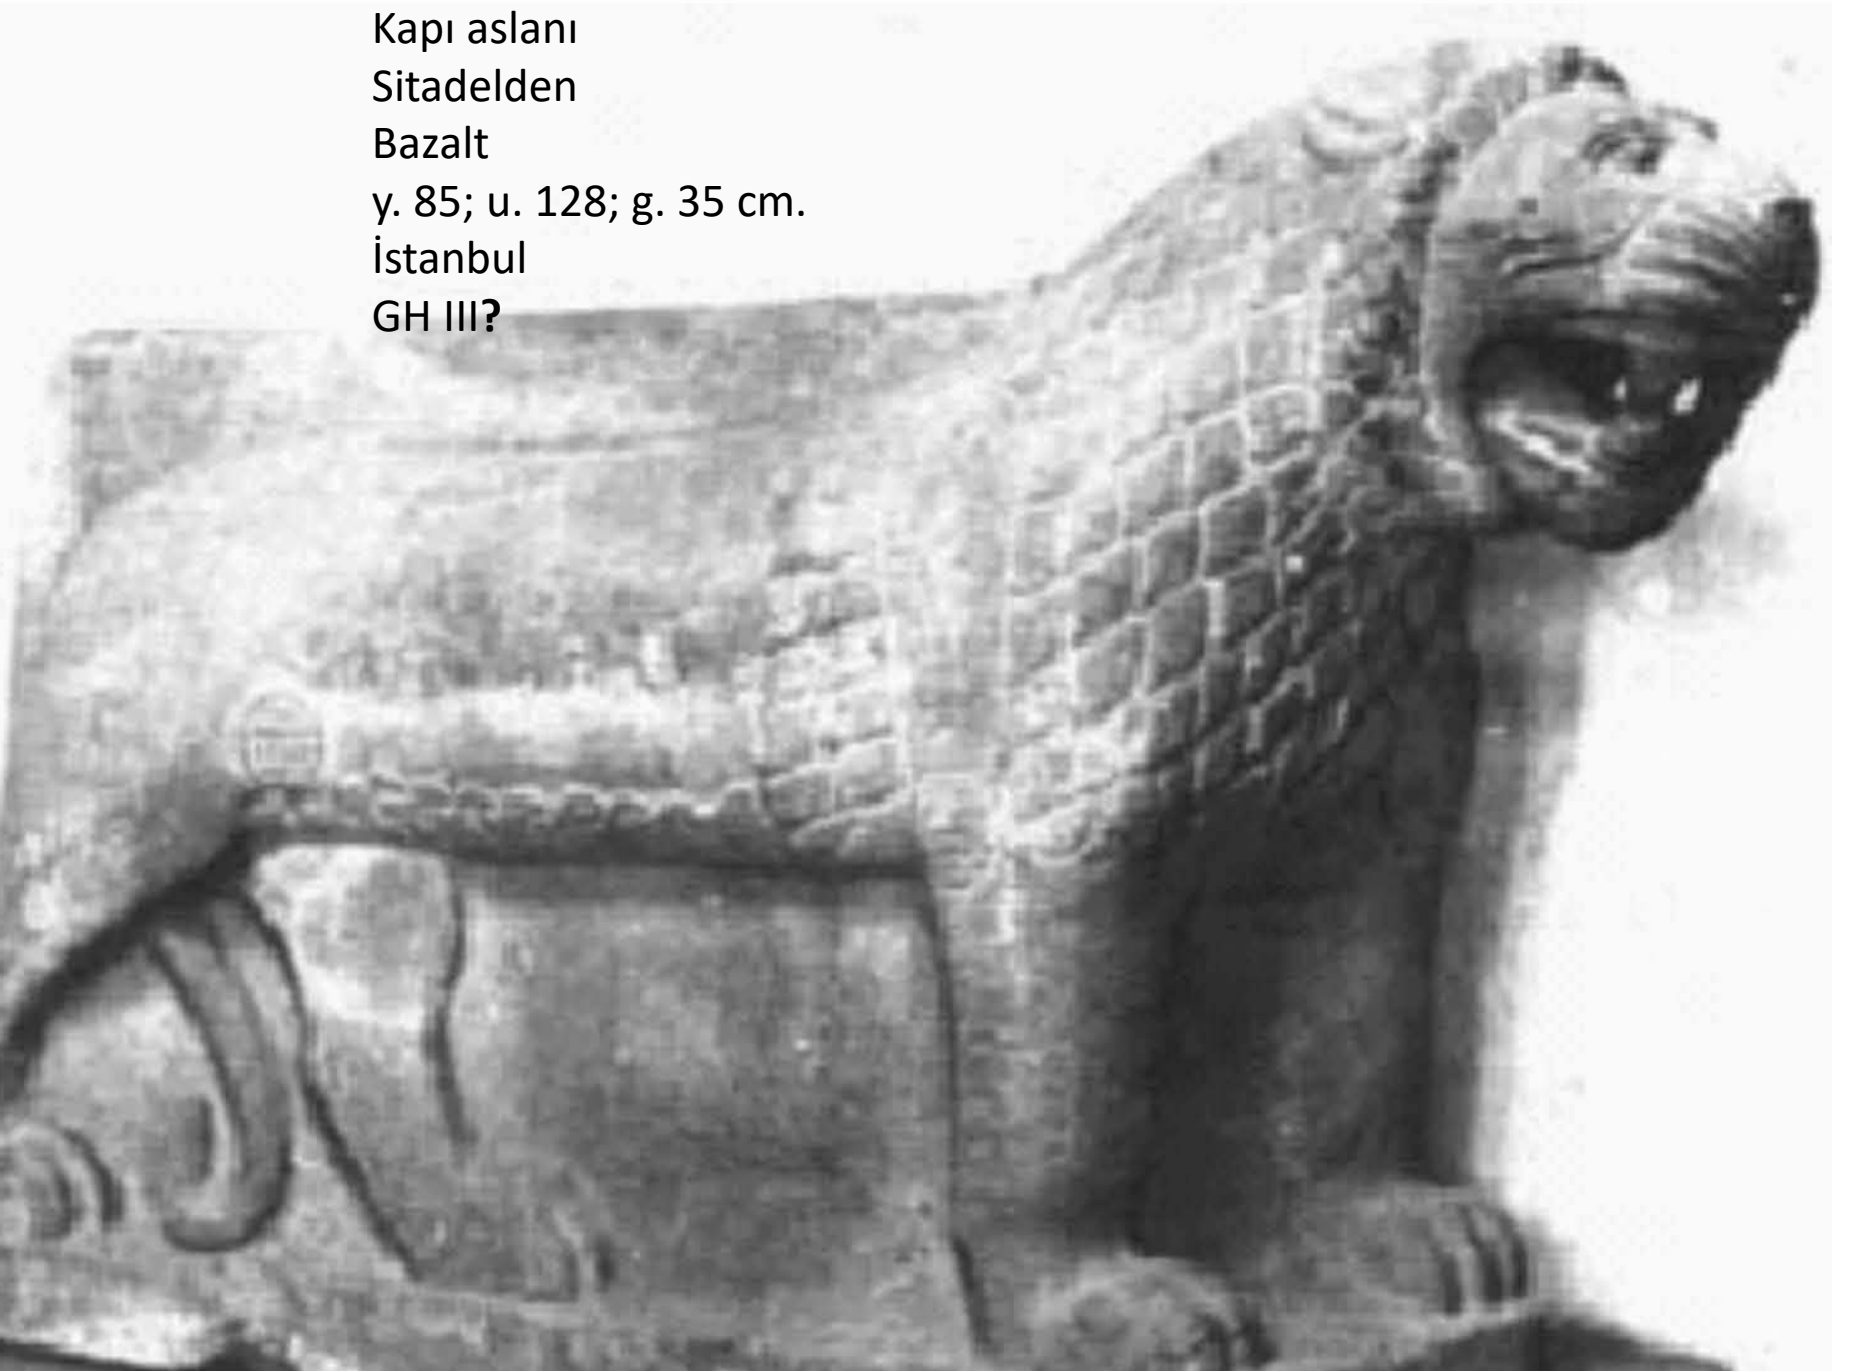 Kapı aslanı
Sitadelden
Bazalt
y. 85; u. 128; g. 35 cm.
İstanbul
GH III?